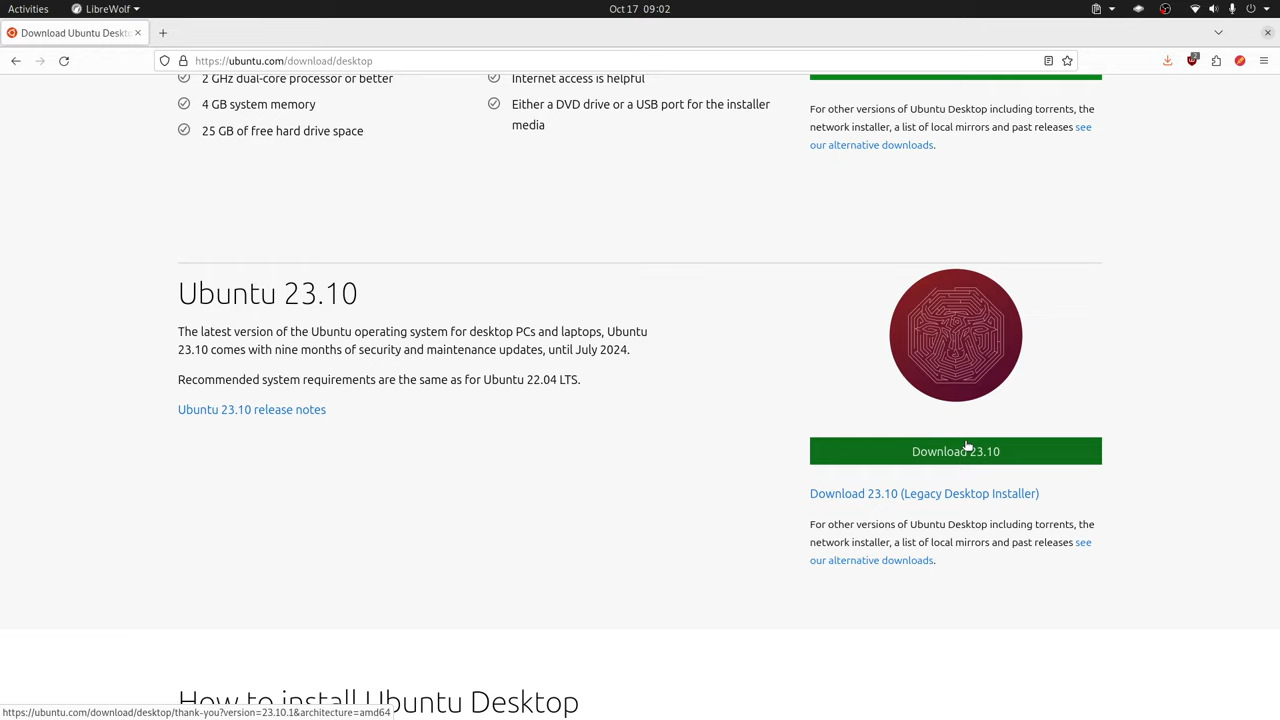 Activities
LibreWolf
Oct 17 09:02
Download Ubuntu Deskt
https://ubuntu.com/download/desktop
2
2 GHz dual-core processor or better
Internet access is helpful
4 GB system memory
Either a DVD drive or a USB port for the installer
media
25 GB of free hard drive space
For other versions of Ubuntu Desktop including torrents, the
network installer, a list of local mirrors and past releases see
our alternative downloads.
Ubuntu 23.10
The latest version of the Ubuntu operating system for desktop PCs and laptops, Ubuntu
23.10 comes with nine months of security and maintenance updates, until July 2024.
Recommended system requirements are the same as for Ubuntu 22.04 LTS.
Ubuntu 23.10 release notes
Download 23.10
Download 23.10 (Legacy Desktop Installer)
For other versions of Ubuntu Desktop including torrents, the
network installer, a list of local mirrors and past releases see
our alternative downloads.
How to install Ubuntu Desktop
https://ubuntu.com/download/desktop/thank-you?version=23.10.1&architecture=amd64